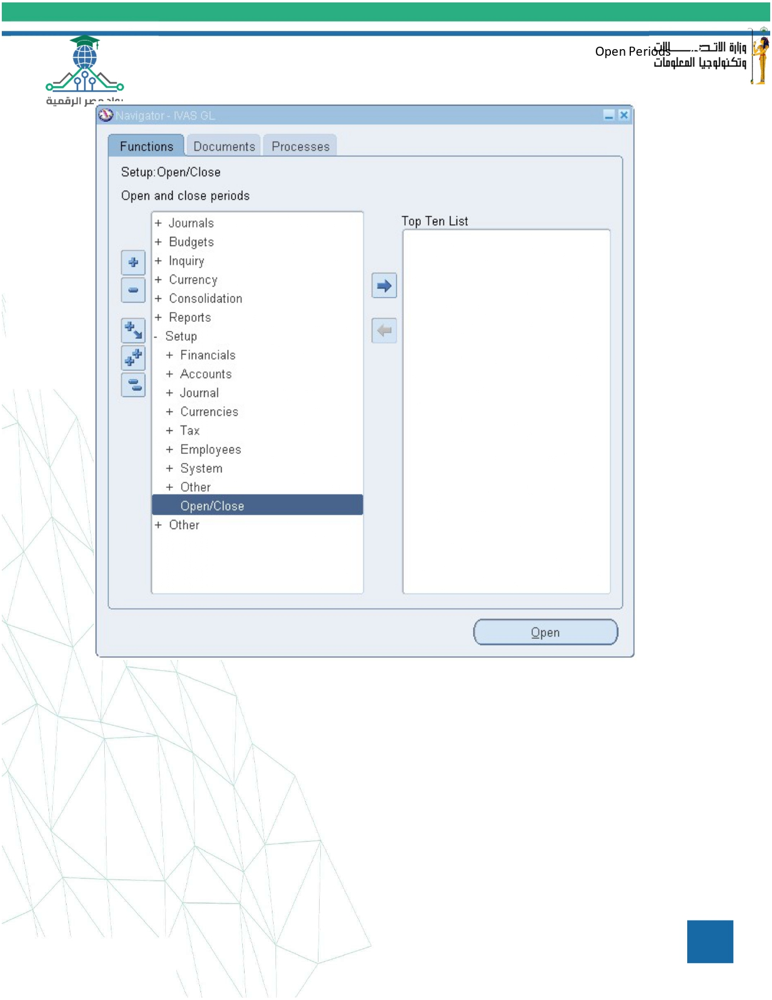 Open Periods
وزارة الاتصالات
وتكنولوجيا المعلومات
رواد مصر الرقمية
Navigator - IVAS GL
Functions
Documents
Processes
Setup:Open/Close
Open and close periods
Top Ten List
+ Journals
+ Budgets
+ Inquiry
+ Currency
+ Consolidation
+ Reports
- Setup
+ Financials
+ Accounts
+ Journal
+ Currencies
+ Tax
+ Employees
+ System
+ Other
Open/Close
+ Other
Open